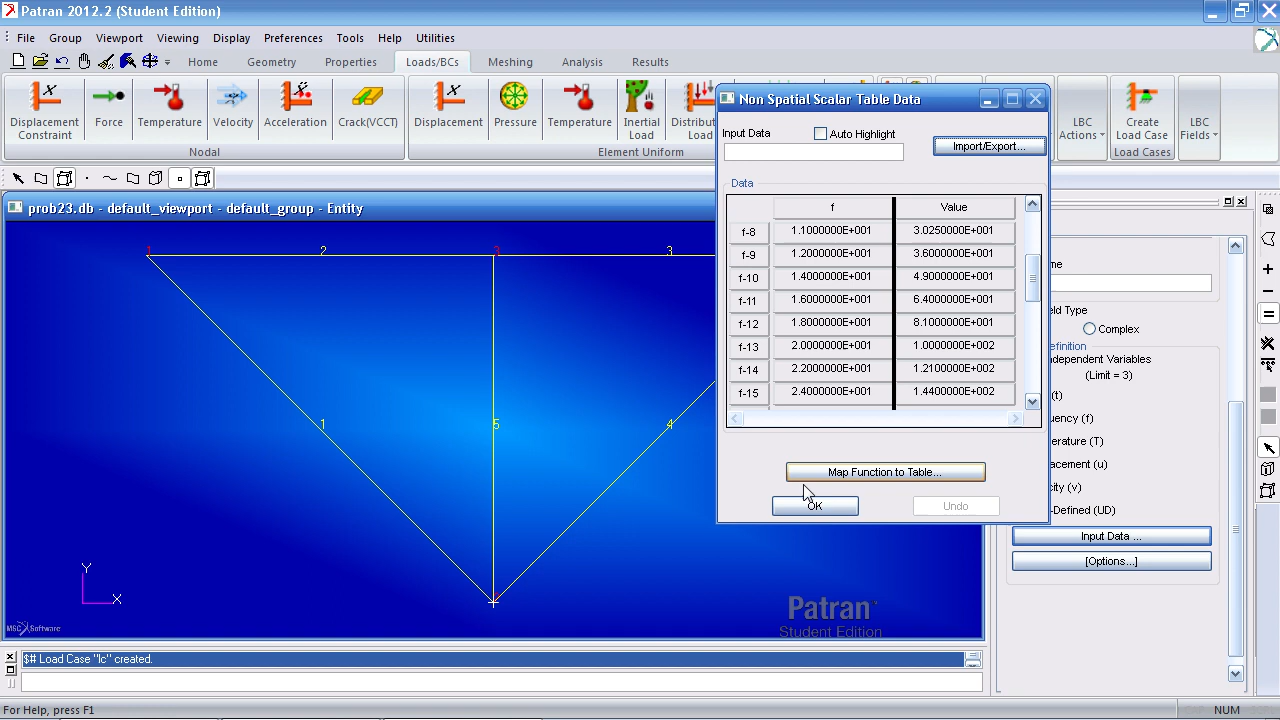 Patran 2012.2 (Student Edition)
File Group Viewport Viewing Display Preferences Tools Help Utilities
Home Geometry Properties Loads/BCs Meshing Analysis Results
Displacement Constraint
Force
Temperature
Velocity
Acceleration
Crack(VCCT)
Nodal
Displacement
Pressure
Temperature
Inertial Load
Load
Element Uniform
LBC Actions
Create Load Case
Load Cases
LBC Fields
prob23.db - default_viewport - default_group - Entity
1 2 3 3
1 5 4
Y
X
MSC Software
Patran
Student Edition
Non Spatial Scalar Table Data
Input Data
Auto Highlight
Import/Export...
Data
f Value
f-8 1.1000000E+001 3.0250000E+001
f-9 1.2000000E+001 3.6000000E+001
f-10 1.4000000E+001 4.9000000E+001
f-11 1.6000000E+001 6.4000000E+001
f-12 1.8000000E+001 8.1000000E+001
f-13 2.0000000E+001 1.0000000E+002
f-14 2.2000000E+001 1.2100000E+002
f-15 2.4000000E+001 1.4400000E+002
Map Function to Table...
OK
Undo
me
eld Type
Complex
efinition
dependent Variables
(Limit = 3)
(t)
uency (f)
erature (T)
acement (u)
city (v)
-Defined (UD)
Input Data ...
[Options...]
$# Load Case "lc" created.
For Help, press F1
NUM